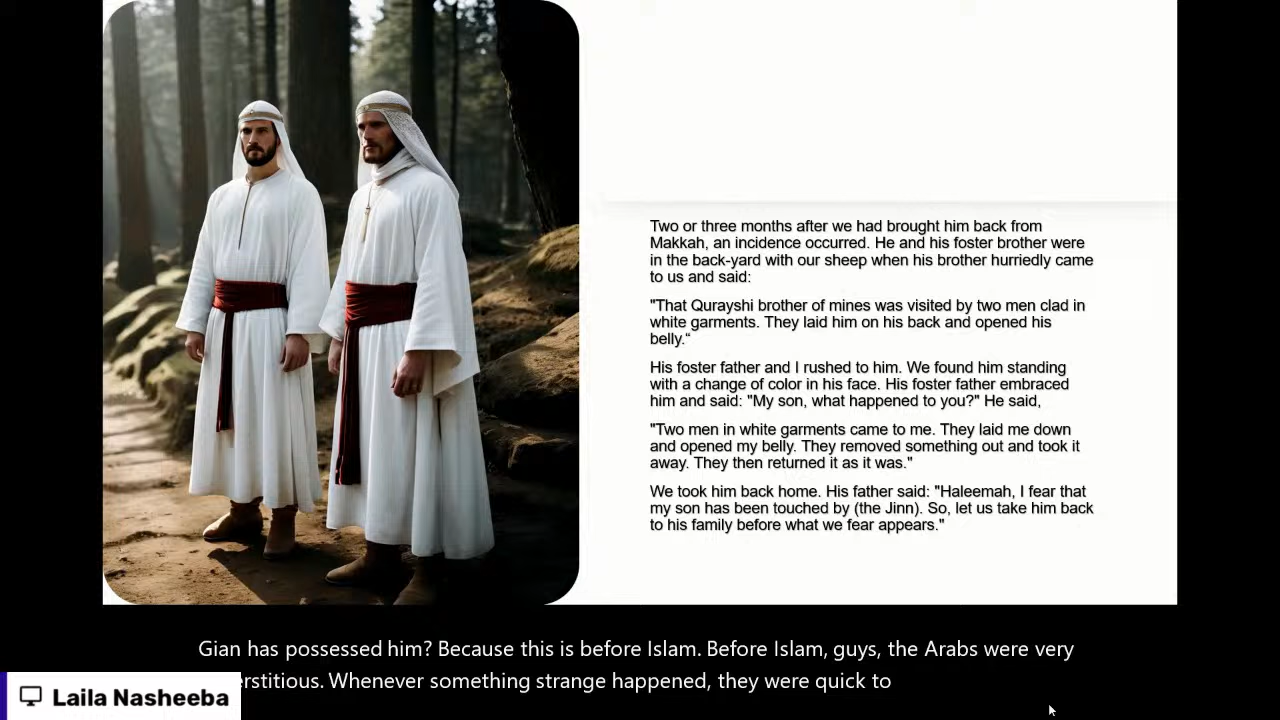 Two or three months after we had brought him back from
Makkah, an incidence occurred. He and his foster brother were
in the back-yard with our sheep when his brother hurriedly came
to us and said:
"That Qurayshi brother of mines was visited by two men clad in
white garments. They laid him on his back and opened his
belly.“
His foster father and I rushed to him. We found him standing
with a change of color in his face. His foster father embraced
him and said: "My son, what happened to you?" He said,
"Two men in white garments came to me. They laid me down
and opened my belly. They removed something out and took it
away. They then returned it as it was."
We took him back home. His father said: "Haleemah, I fear that
my son has been touched by (the Jinn). So, let us take him back
to his family before what we fear appears."
Gian has possessed him? Because this is before Islam. Before Islam, guys, the Arabs were very
erstitious. Whenever something strange happened, they were quick to
Laila Nasheeba